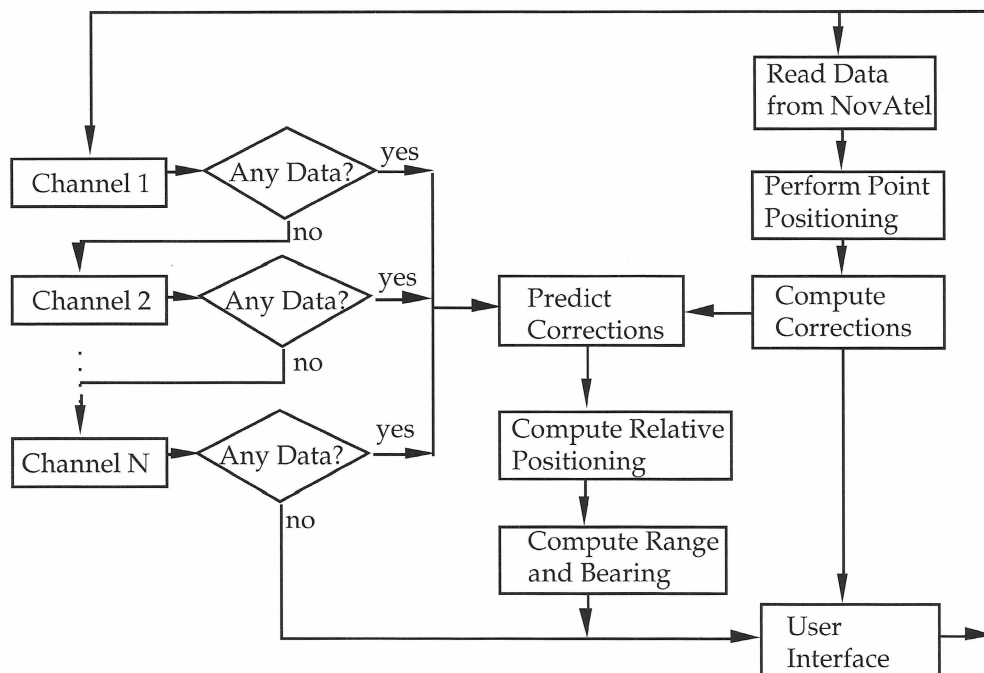 Read Data
from NovAtel
Channel 1
Any Data?
yes
no
Perform Point
Positioning
Channel 2
Any Data?
yes
no
Predict
Corrections
Compute
Corrections
Channel N
Any Data?
yes
no
Compute Relative
Positioning
Compute Range
and Bearing
User
Interface